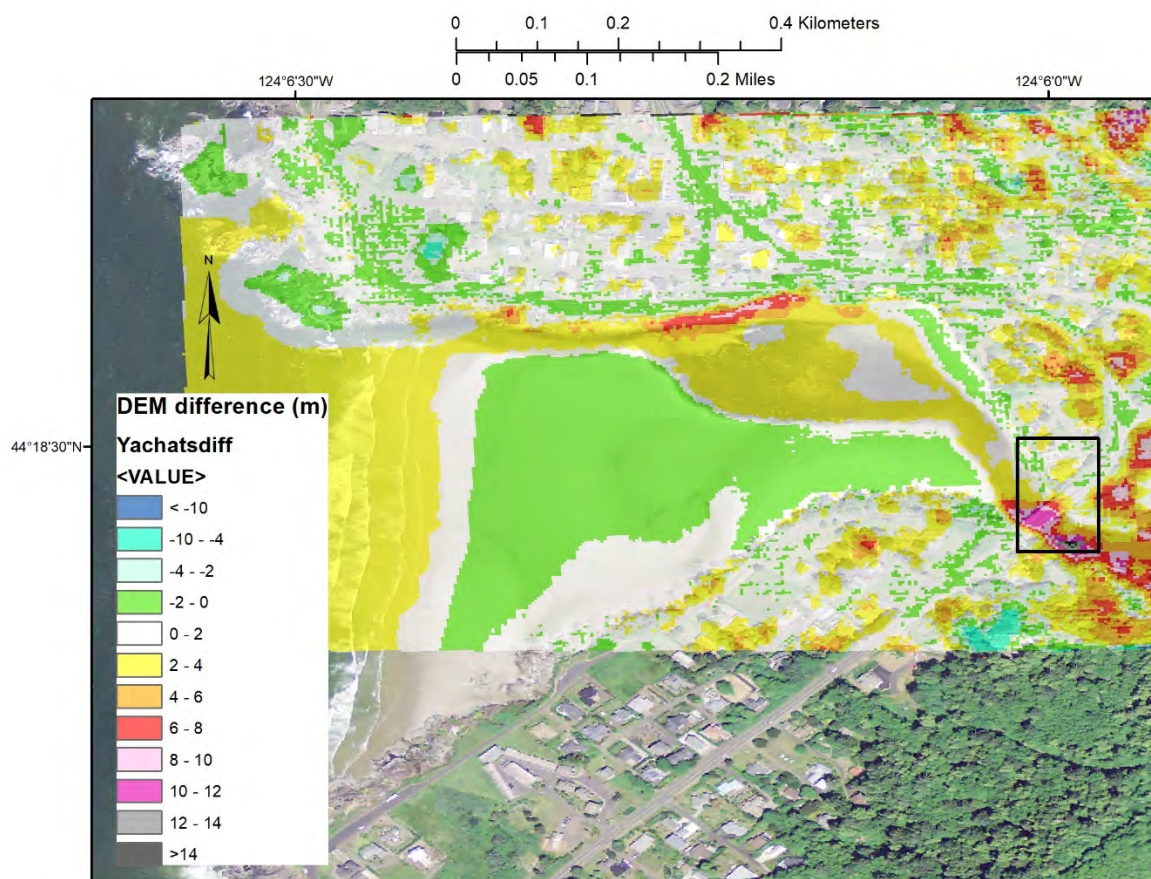 0 0.1 0.2 0.4 Kilometers
0 0.05 0.1 0.2 Miles
124°6'30"W 124°6'0"W
N
44°18'30"N
DEM difference (m)
Yachatsdiff
<VALUE>
< -10
-10 - -4
-4 - -2
-2 - 0
0 - 2
2 - 4
4 - 6
6 - 8
8 - 10
10 - 12
12 - 14
>14